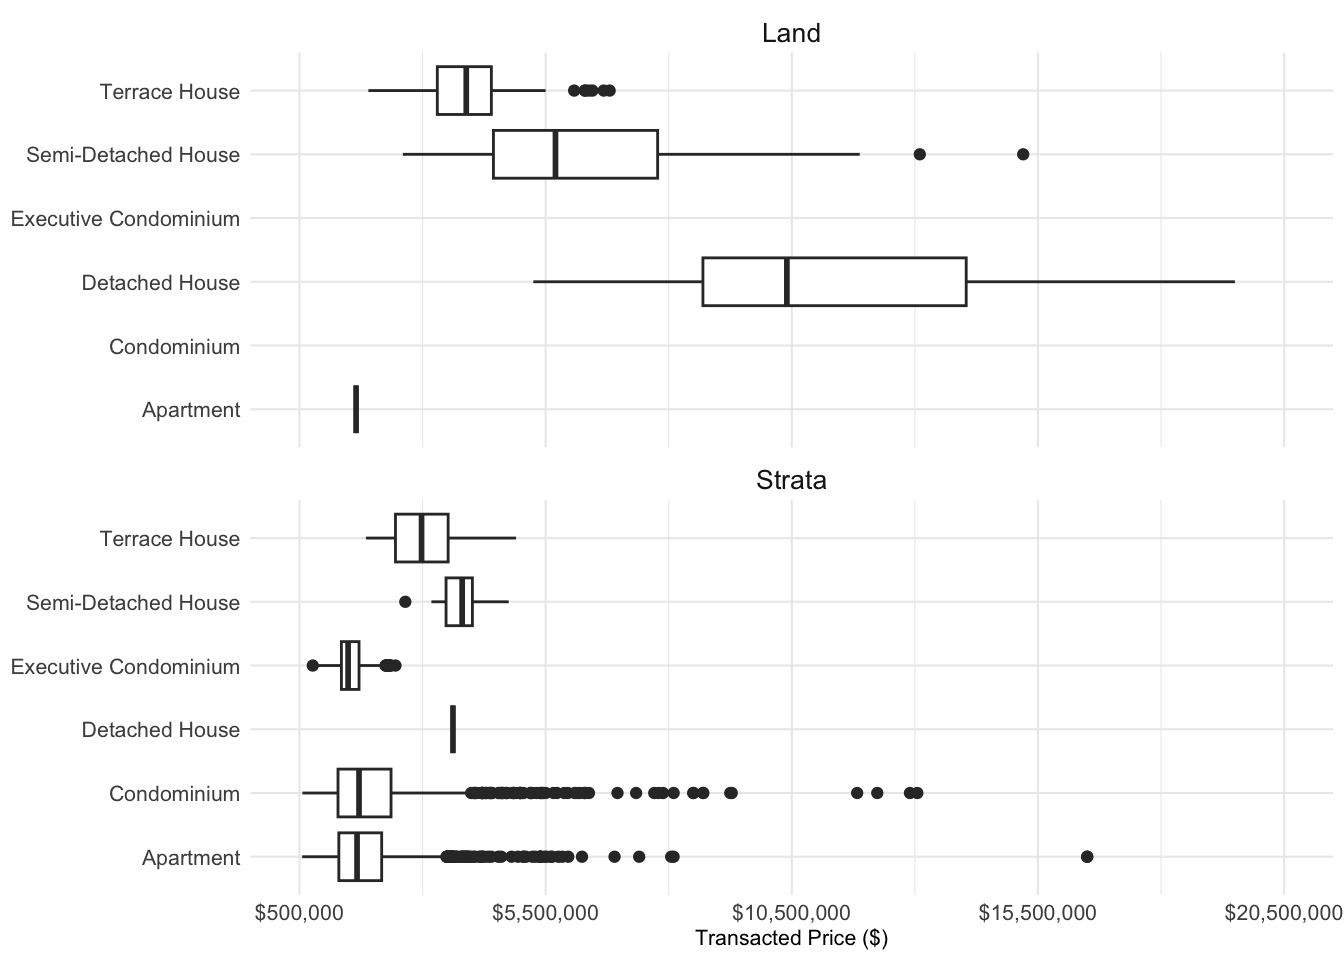 Land
Terrace House
Semi-Detached House
Executive Condominium
Detached House
Condominium
Apartment
Strata
Terrace House
Semi-Detached House
Executive Condominium
Detached House
Condominium
Apartment
$500,000 $5,500,000 $10,500,000 $15,500,000 $20,500,000
Transacted Price ($)